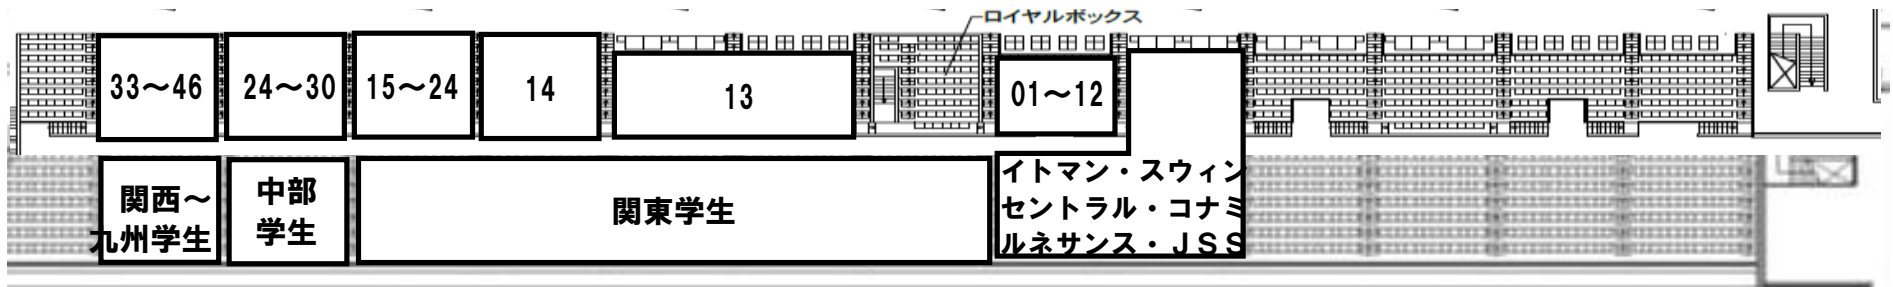 ロイヤルボックス
33～46
24～30
15～24
14
13
01～12
関西～
九州学生
中部
学生
関東学生
イトマン・スウィン
セントラル・コナミ
ルネサンス・ＪＳＳ